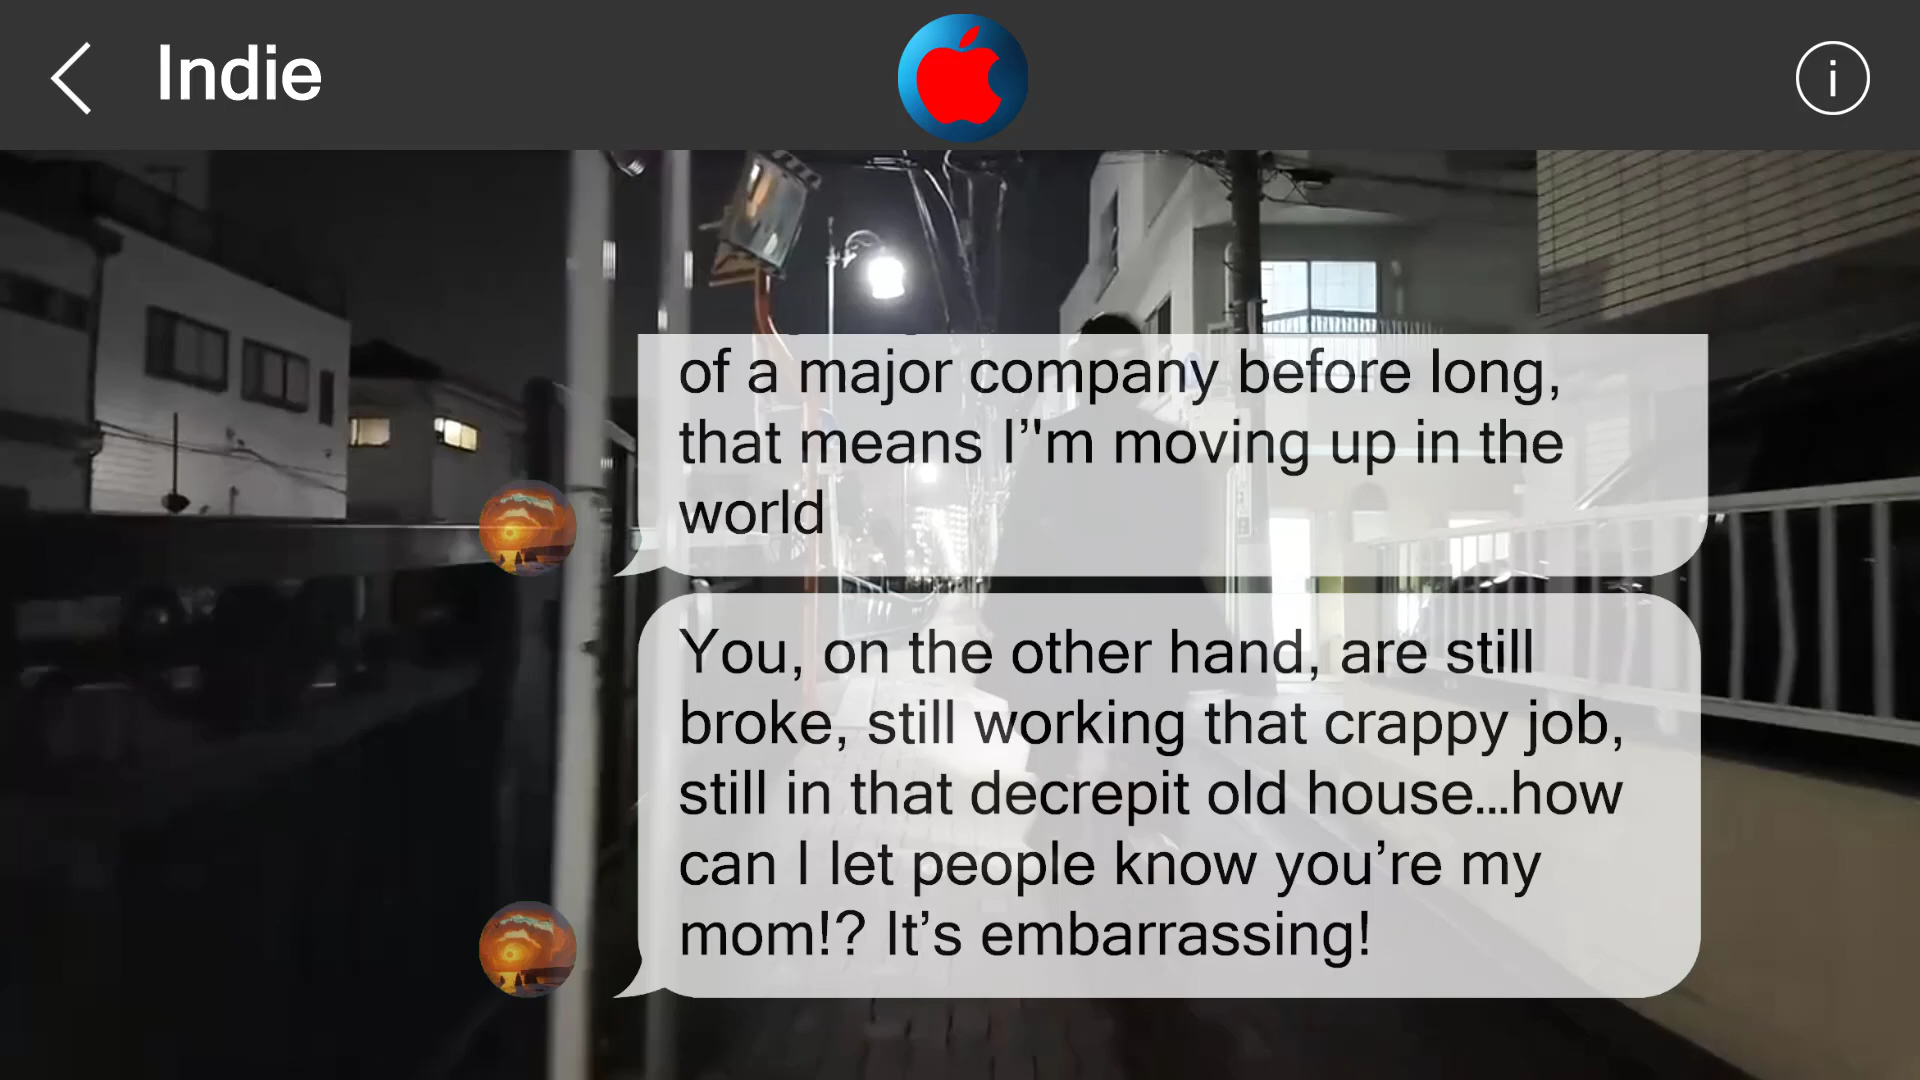 Indie
i
of a major company before long,
that means I’"m moving up in the
world
You, on the other hand, are still
broke, still working that crappy job,
still in that decrepit old house...how
can I let people know you’re my
mom!? It’s embarrassing!